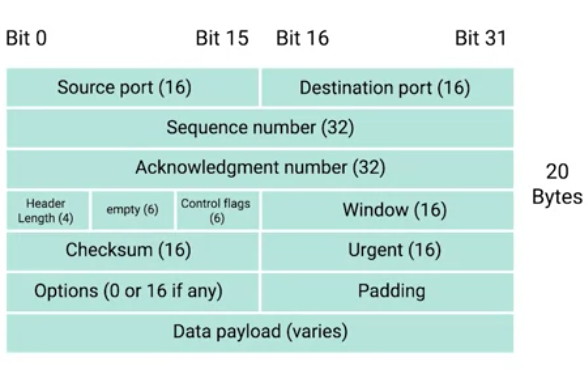 Bit 0 Bit 15 Bit 16 Bit 31
Source port (16) Destination port (16)
Sequence number (32)
Acknowledgment number (32)
Header
Length (4)
empty (6)
Control flags
(6)
Window (16)
Checksum (16) Urgent (16)
Options (0 or 16 if any) Padding
Data payload (varies)
20
Bytes